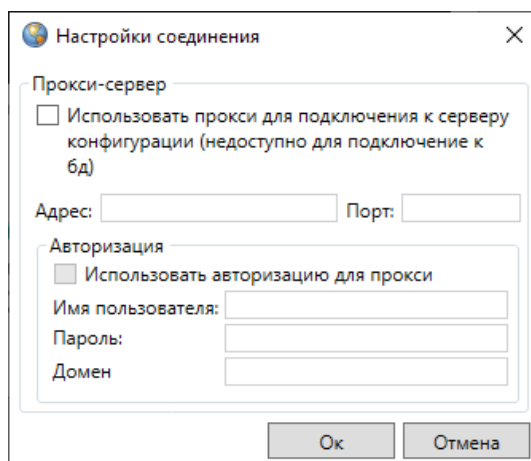 Настройки соединения
Прокси-сервер
Использовать прокси для подключения к серверу
конфигурации (недоступно для подключение к
бд)
Адрес: Порт:
Авторизация
Использовать авторизацию для прокси
Имя пользователя:
Пароль:
Домен
Ок Отмена